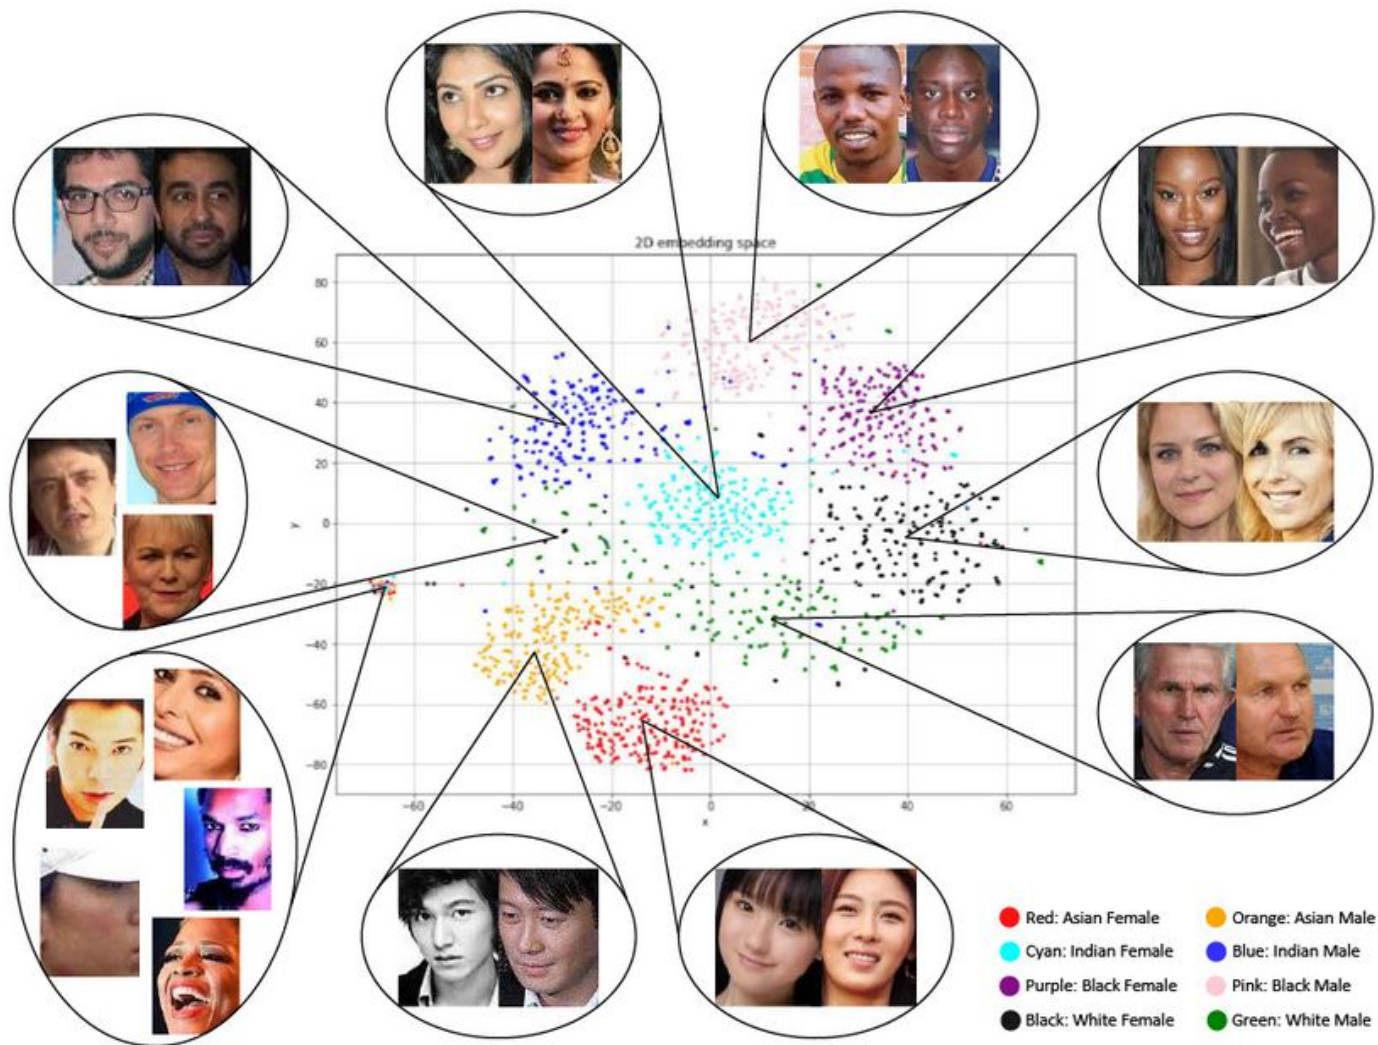 2D embedding space
80
60
40
20
0
−20
−40
−60
−80
y
−60
−40
−20
0
20
40
60
x
Red: Asian Female
Orange: Asian Male
Cyan: Indian Female
Blue: Indian Male
Purple: Black Female
Pink: Black Male
Black: White Female
Green: White Male